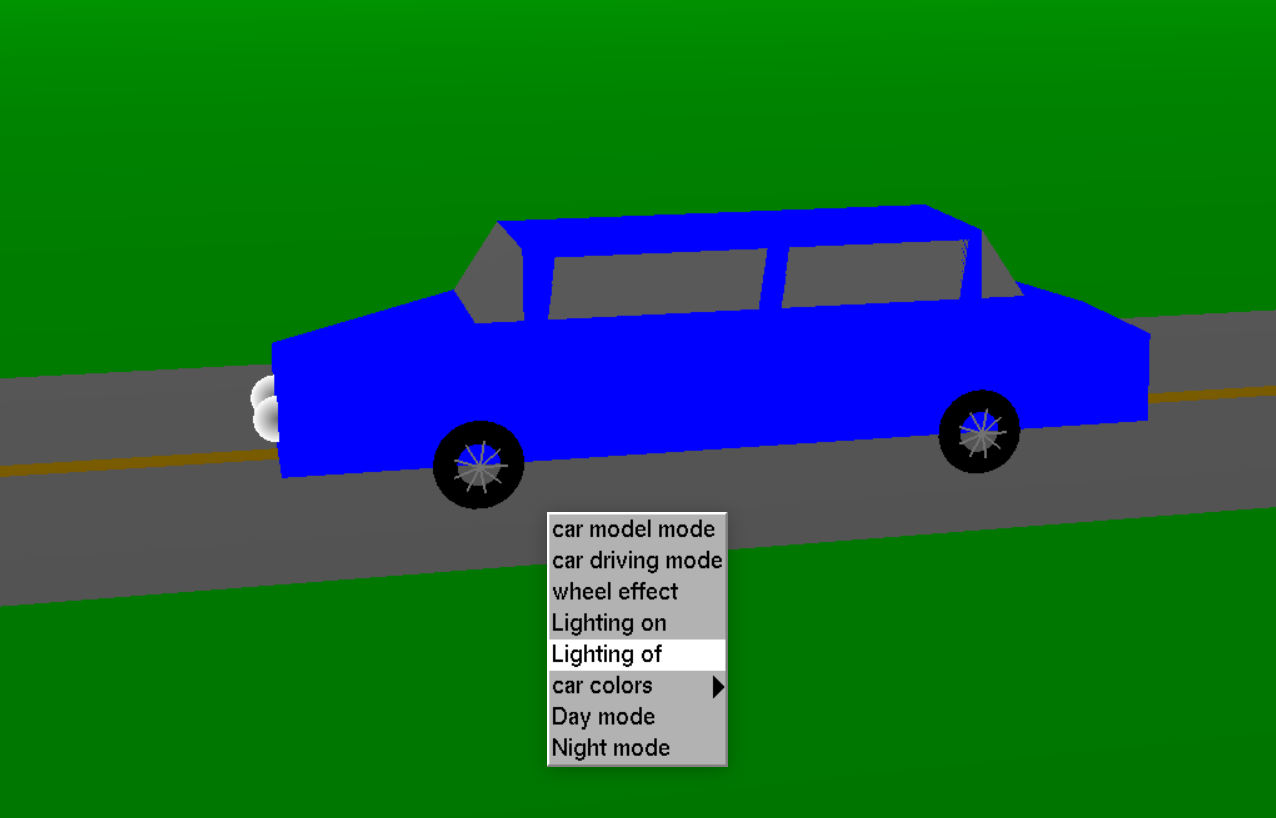 car model mode
car driving mode
wheel effect
Lighting on
Lighting of
car colors
Day mode
Night mode